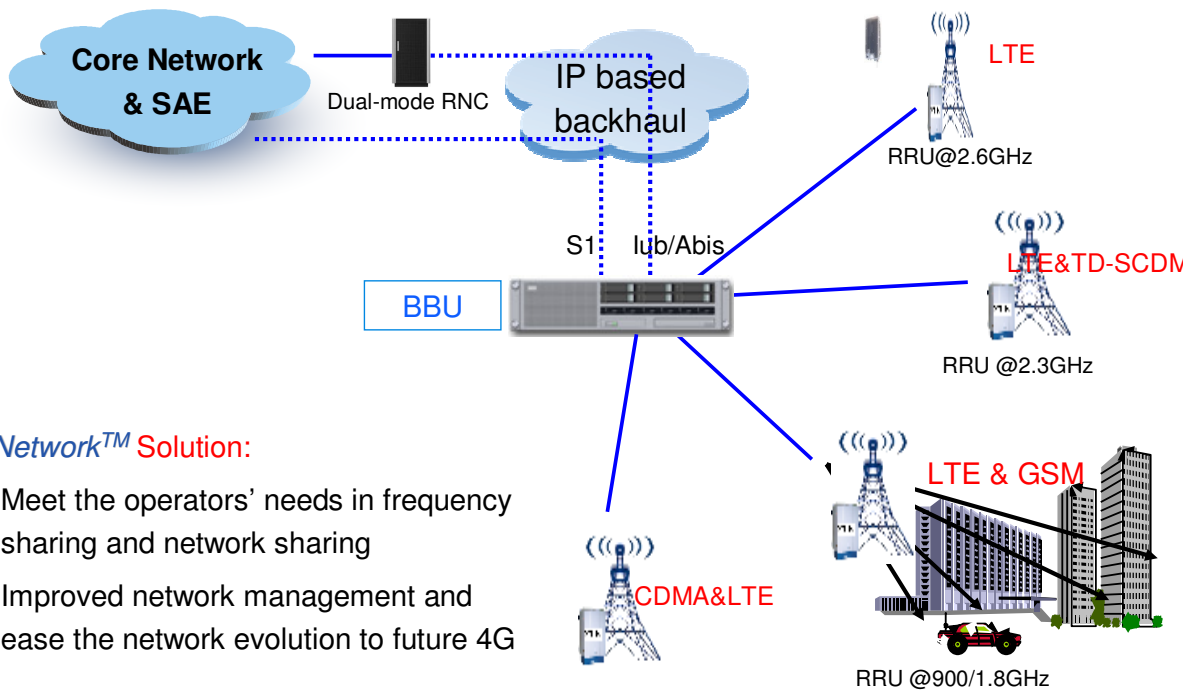 Core Network
& SAE
Dual-mode RNC
IP based
backhaul
LTE
RRU@2.6GHz
S1
Iub/Abis
BBU
LTE&TD-SCDM
RRU @2.3GHz
Network™ Solution:
Meet the operators’ needs in frequency
sharing and network sharing
Improved network management and
ease the network evolution to future 4G
CDMA&LTE
LTE & GSM
RRU @900/1.8GHz